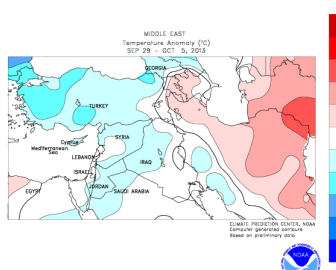 MIDDLE EAST
Temperature Anomaly (°C)
SEP 29 - OCT 5, 2013
GEORGIA
TURKEY
SYRIA
Cyprus
Mediterranean
Sea
LEBANON
IRAQ
ISRAEL
JORDAN
EGYPT
SAUDI ARABIA
CLIMATE PREDICTION CENTER, NOAA
Computer generated contours
Based on preliminary data
NOAA